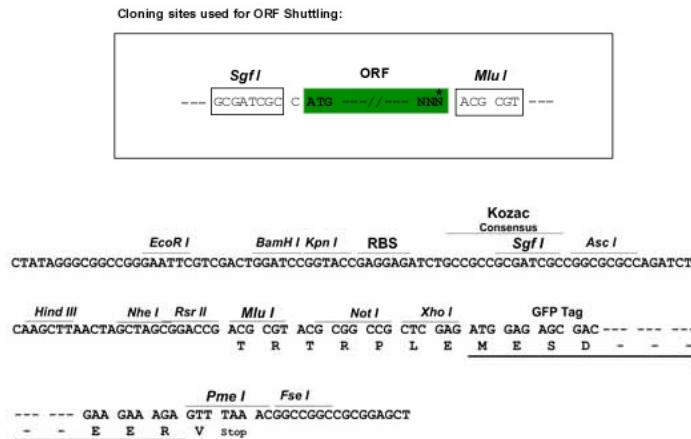 Cloning sites used for ORF Shuttling:
Sgf I ORF Mlu I
--- GCGATCGC C ATG ---//--- NNN* ACG CGT ---
Kozac
Consensus
EcoR I BamH I Kpn I RBS Sgf I Asc I
CTATAGGGCGGCCGGGAATTCGTCGACTGGATCCGGTACCGAGGAGATCTGCCGCCGCGATCGCCGGCGCGCCAGATCT
Hind III Nhe I Rsr II Mlu I Not I Xho I GFP Tag
CAAGCTTAACTAGCTAGCGGACCG ACG CGT ACG CGG CCG CTC GAG ATG GAG AGC GAC --- --- ---
T R T R P L E M E S D - - -
Pme I Fse I
--- --- GAA GAA AGA GTT TAA ACGGCCGGCCGCGGAGCT
- - E E R V Stop